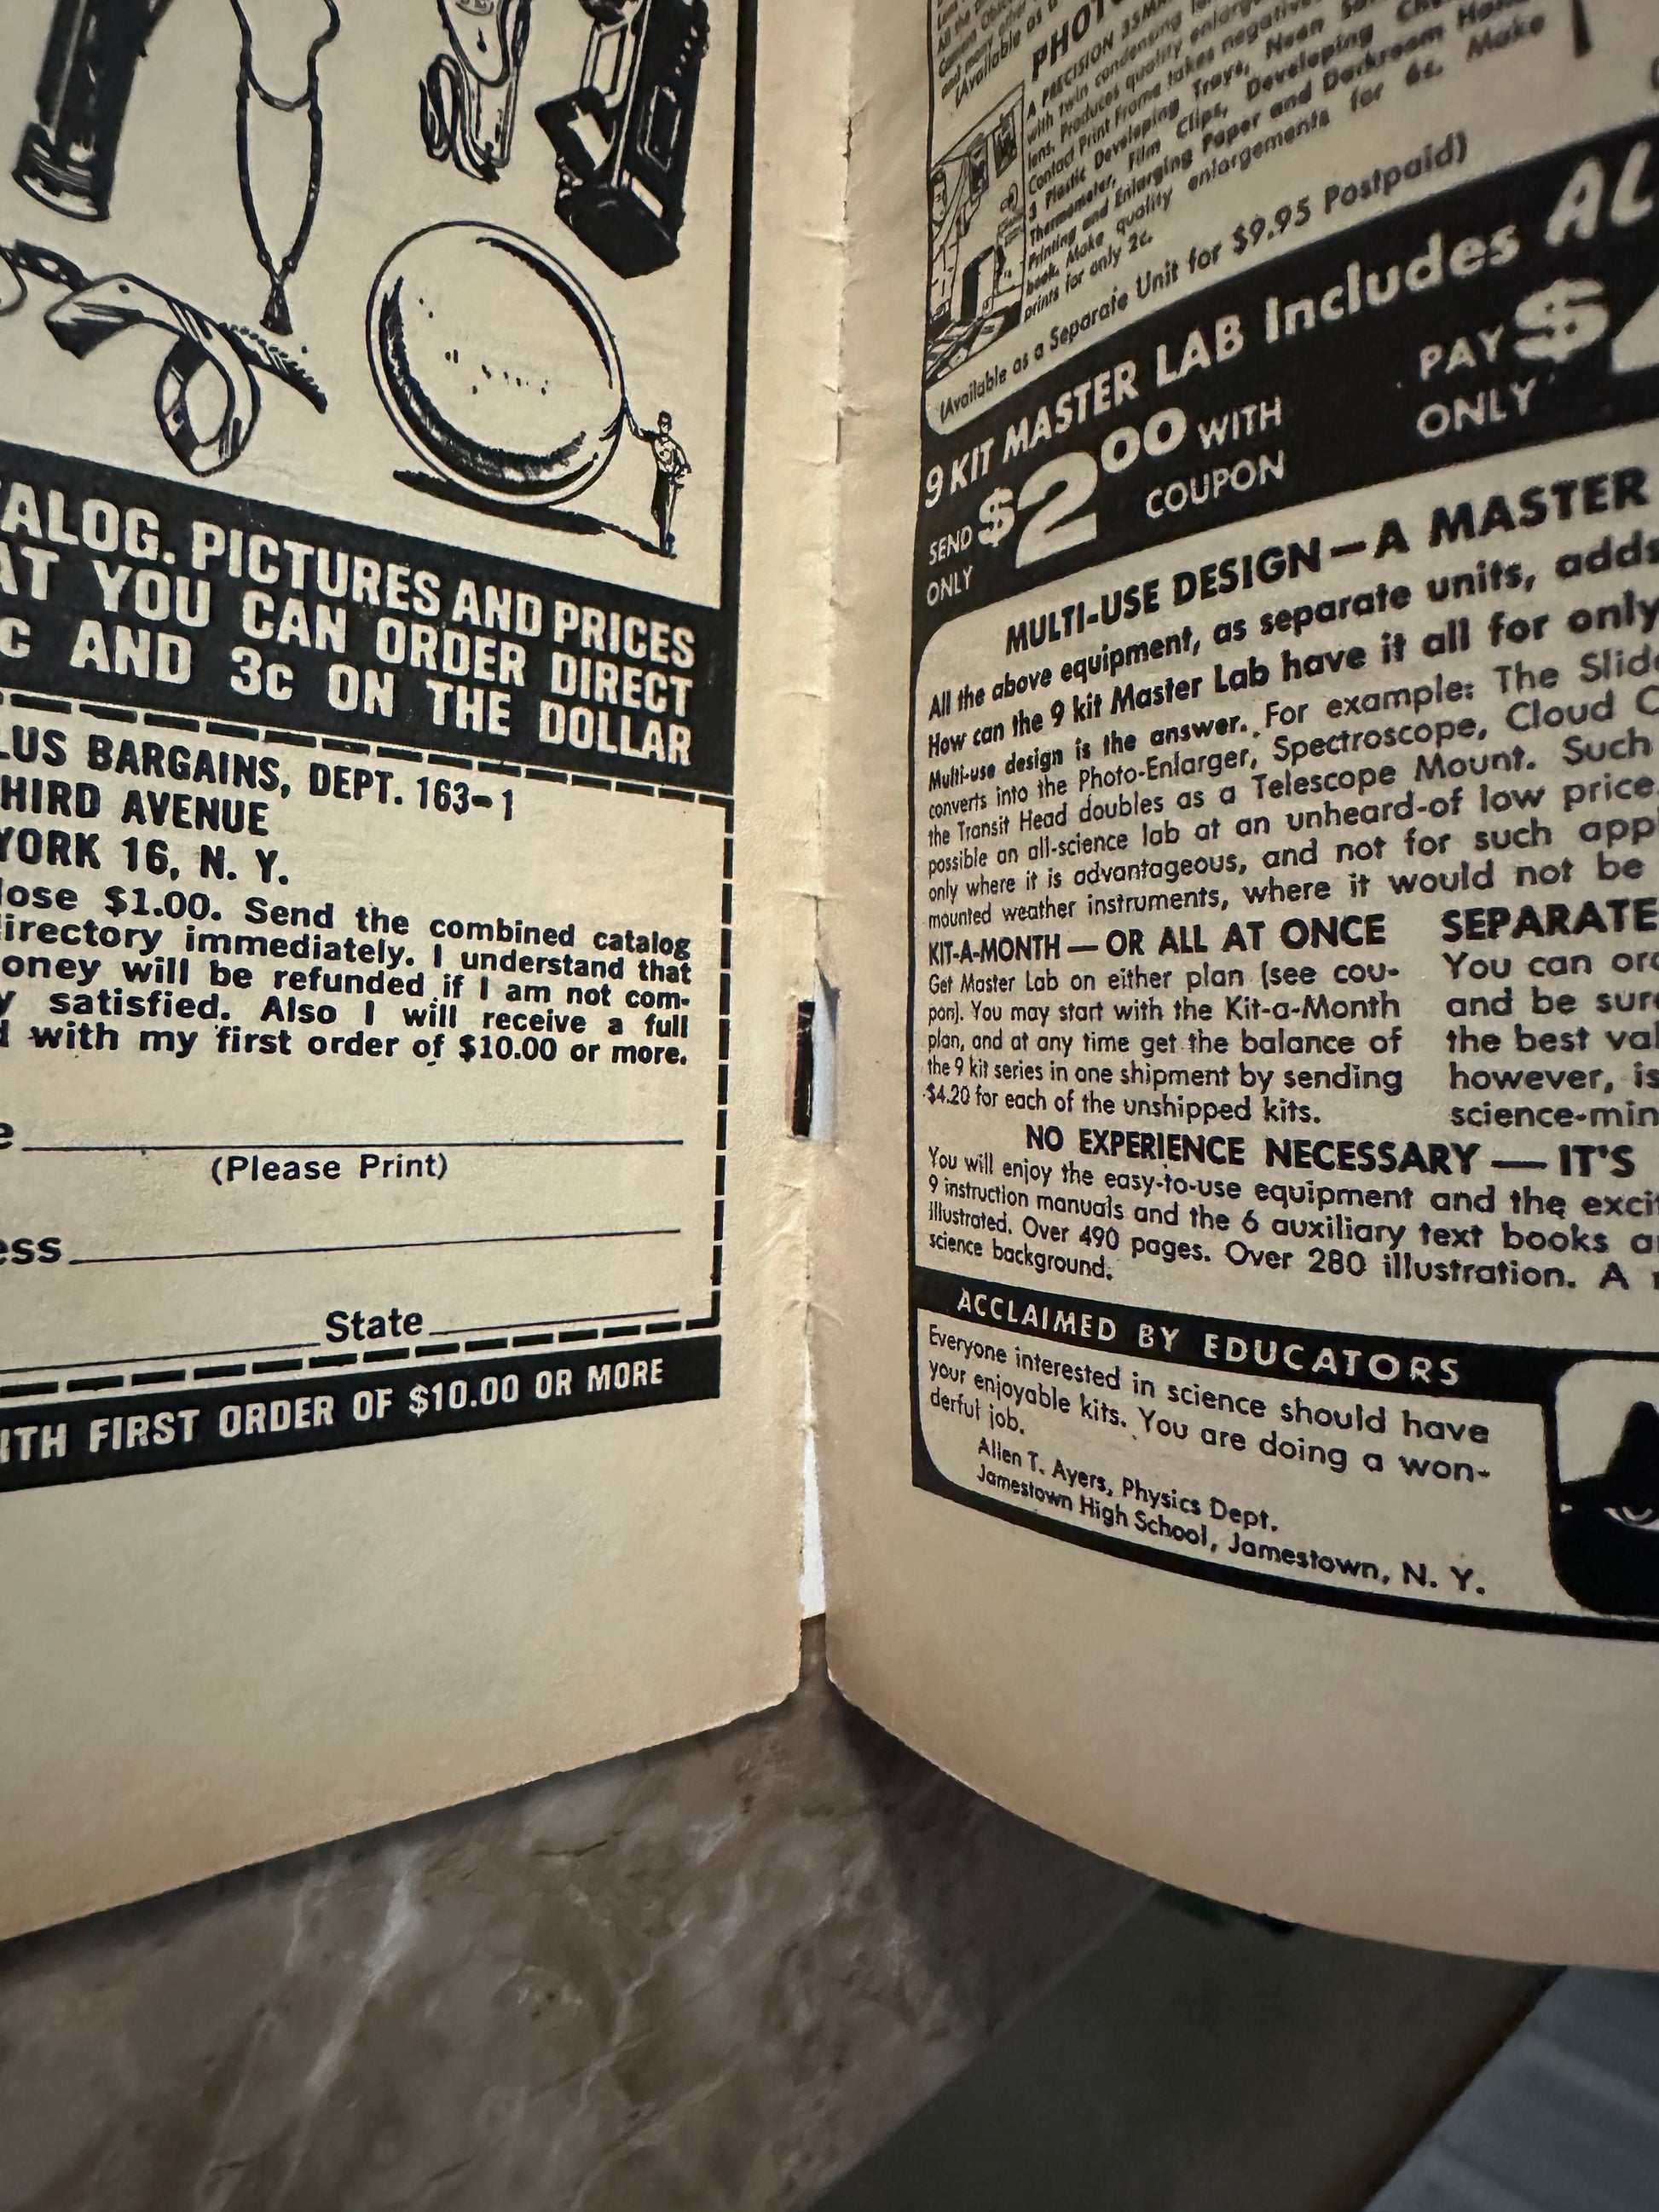 ALOG. PICTURES AND PRICES
AT YOU CAN ORDER DIRECT
c AND 3c ON THE DOLLAR
LUS BARGAINS, DEPT. 163-1
HIRD AVENUE
YORK 16, N. Y.
lose $1.00. Send the combined catalog
directory immediately. I understand that
oney will be refunded if I am not com-
y satisfied. Also I will receive a full
d with my first order of $10.00 or more.
e
(Please Print)
ess
State
ITH FIRST ORDER OF $10.00 OR MORE
All the
Camera
and many other
(Available as a
PHOTO
A PRECISION 35MM
with twin condensing
lens. Produces quality enlarge
Contact Print Frame takes negative
3 Plastic Developing Trays, Neon
Thermometer, Film Clips, Developing
Printing and Enlarging Paper and Darkroom
book. Make quality enlargements for 6c. Make
prints for only 2c.
(Available as a Separate Unit for $9.95 Postpaid)
9 KIT MASTER LAB Includes AL
SEND ONLY $2.00 WITH COUPON
PAY ONLY $
MULTI-USE DESIGN—A MASTER
All the above equipment, as separate units, adds
How can the 9 kit Master Lab have it all for only
Multi-use design is the answer. For example: The Slide
converts into the Photo-Enlarger, Spectroscope, Cloud C
the Transit Head doubles as a Telescope Mount. Such
possible an all-science lab at an unheard-of low price.
only where it is advantageous, and not for such appl
mounted weather instruments, where it would not be
KIT-A-MONTH — OR ALL AT ONCE
Get Master Lab on either plan (see cou-
pon). You may start with the Kit-a-Month
plan, and at any time get the balance of
the 9 kit series in one shipment by sending
$4.20 for each of the unshipped kits.
SEPARATE
You can ord
and be sure
the best val
however, is
science-min
NO EXPERIENCE NECESSARY — IT'S
You will enjoy the easy-to-use equipment and the excit
9 instruction manuals and the 6 auxiliary text books a
illustrated. Over 490 pages. Over 280 illustration. A
science background.
ACCLAIMED BY EDUCATORS
Everyone interested in science should have
your enjoyable kits. You are doing a won-
derful job.
Allen T. Ayers, Physics Dept.
Jamestown High School, Jamestown, N. Y.